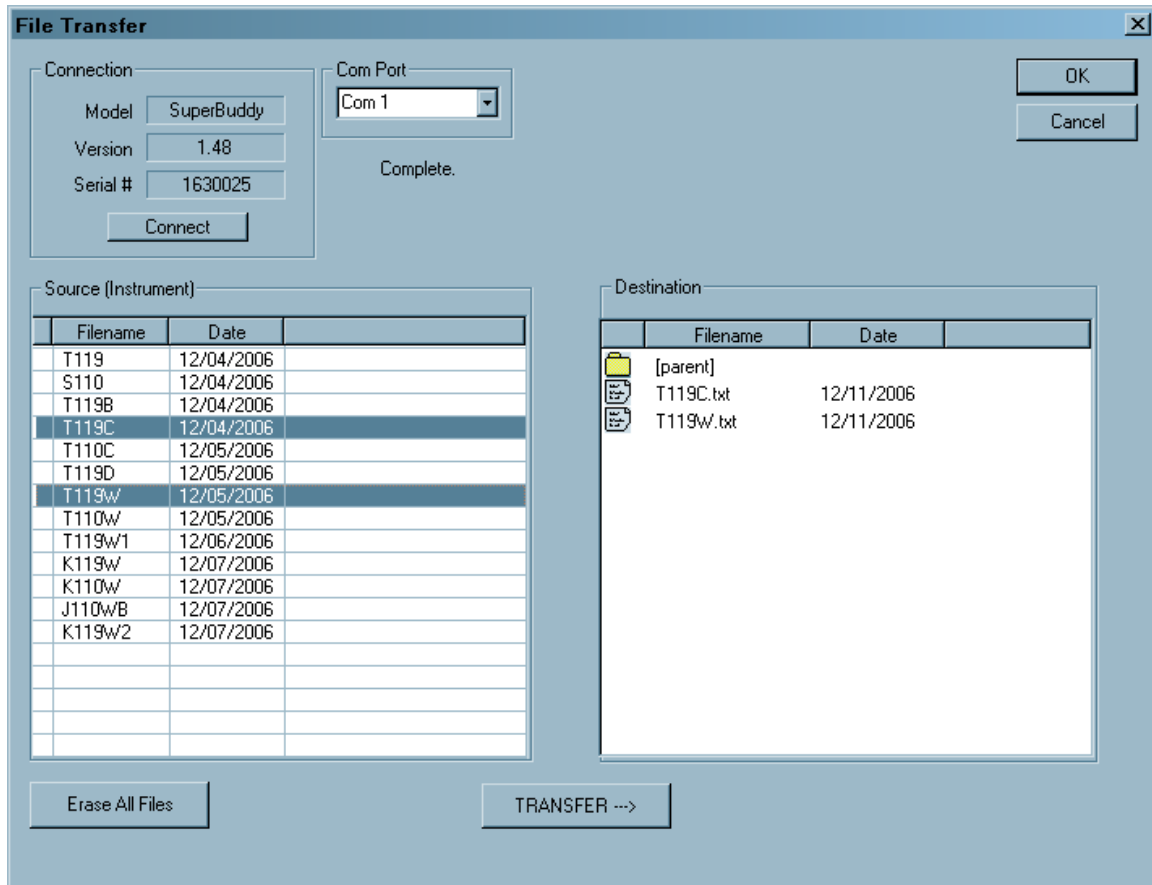 File Transfer
Connection
Model SuperBuddy
Version 1.48
Serial # 1630025
Connect
Com Port
Com 1
Complete.
OK
Cancel
Source (Instrument)
Filename Date
T119 12/04/2006
S110 12/04/2006
T119B 12/04/2006
T119C 12/04/2006
T110C 12/05/2006
T119D 12/05/2006
T119W 12/05/2006
T110W 12/05/2006
T119W1 12/06/2006
K119W 12/07/2006
K110W 12/07/2006
J110WB 12/07/2006
K119W2 12/07/2006
Destination
Filename Date
[parent]
T119C.txt 12/11/2006
T119W.txt 12/11/2006
Erase All Files
TRANSFER --->